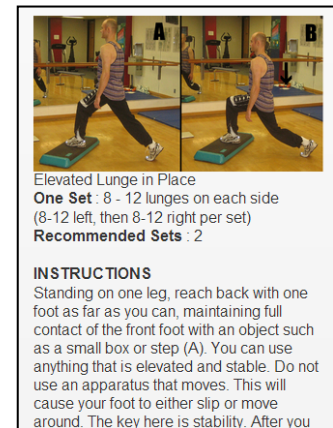 A B
Elevated Lunge in Place
One Set : 8 - 12 lunges on each side
(8-12 left, then 8-12 right per set)
Recommended Sets : 2
INSTRUCTIONS
Standing on one leg, reach back with one
foot as far as you can, maintaining full
contact of the front foot with an object such
as a small box or step (A). You can use
anything that is elevated and stable. Do not
use an apparatus that moves. This will
cause your foot to either slip or move
around. The key here is stability. After you